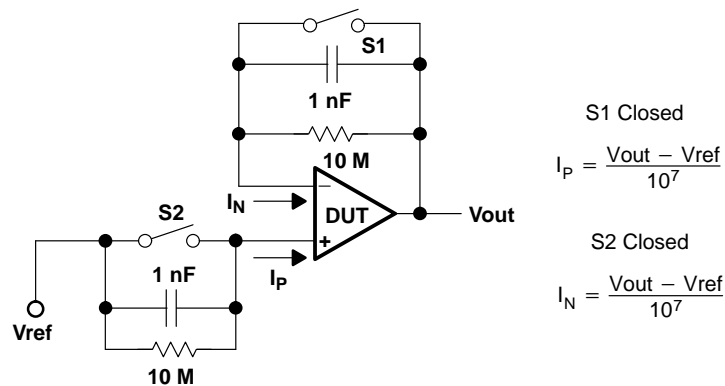 S1
1 nF
10 M
I_N
−
DUT
Vout
S2
+
I_P
1 nF
Vref
10 M
S1 Closed
I_P = (Vout − Vref) / 10^7
S2 Closed
I_N = (Vout − Vref) / 10^7